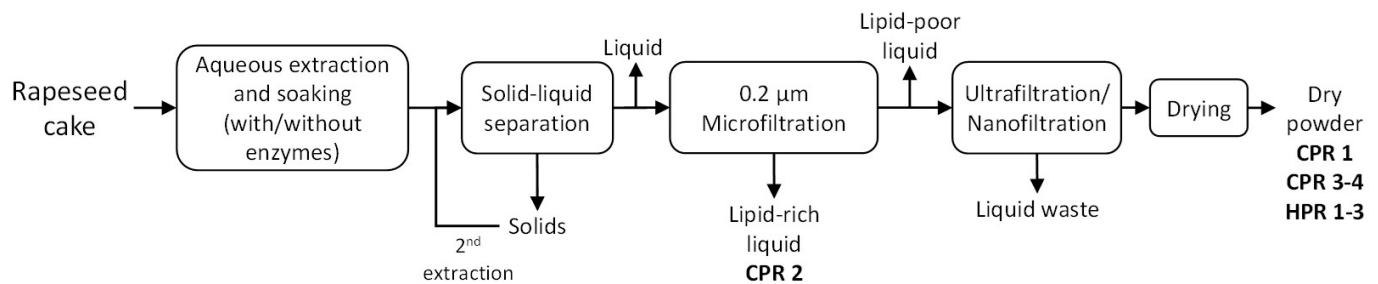 Rapeseed
cake
Aqueous extraction
and soaking
(with/without
enzymes)
Solid-liquid
separation
Solids
2nd
extraction
Liquid
0.2 µm
Microfiltration
Lipid-rich
liquid
CPR 2
Lipid-poor
liquid
Ultrafiltration/
Nanofiltration
Liquid waste
Drying
Dry
powder
CPR 1
CPR 3-4
HPR 1-3